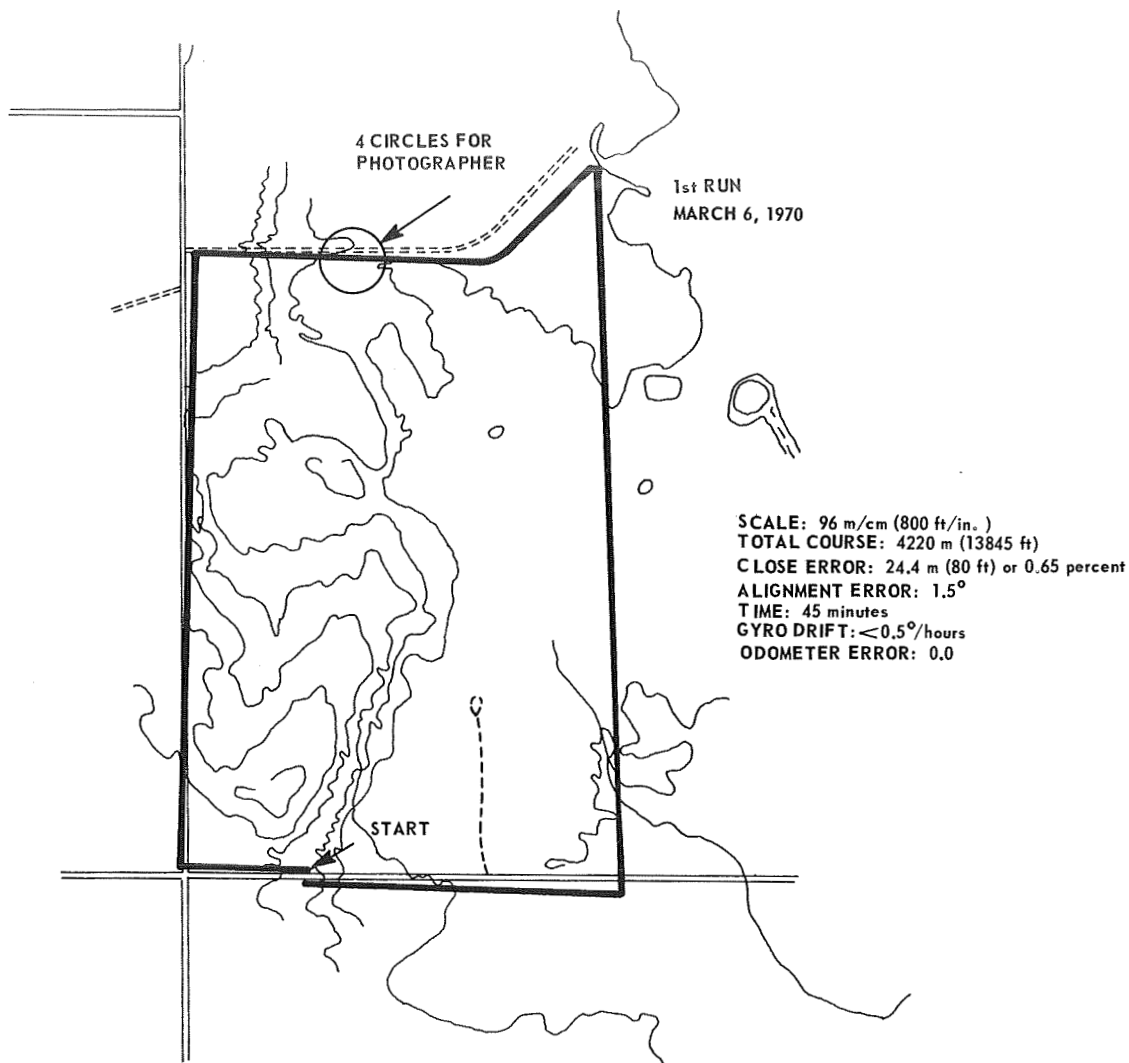 4 CIRCLES FOR
PHOTOGRAPHER
1st RUN
MARCH 6, 1970
SCALE: 96 m/cm (800 ft/in.)
TOTAL COURSE: 4220 m (13845 ft)
CLOSE ERROR: 24.4 m (80 ft) or 0.65 percent
ALIGNMENT ERROR: 1.5°
TIME: 45 minutes
GYRO DRIFT: <0.5°/hours
ODOMETER ERROR: 0.0
START